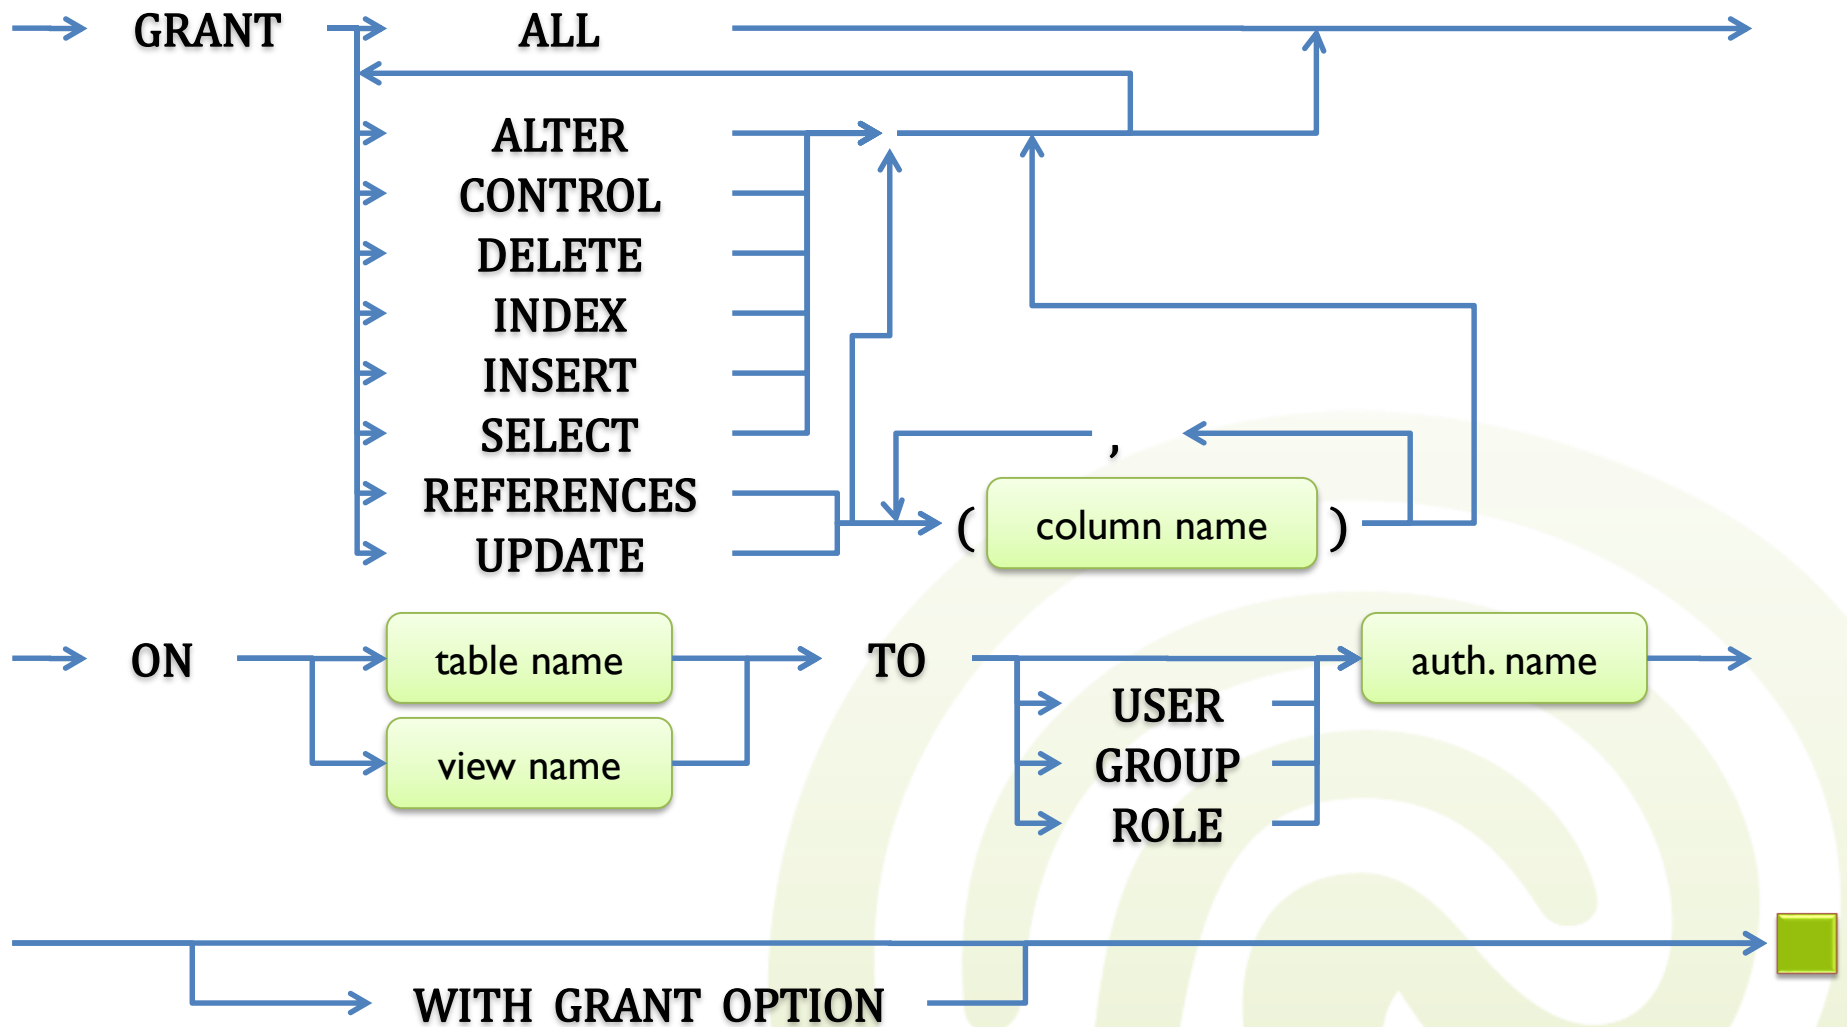 GRANT ALL
ALTER
CONTROL
DELETE
INDEX
INSERT
SELECT ,
REFERENCES
( column name )
UPDATE
ON table name TO auth. name
USER
view name GROUP
ROLE
WITH GRANT OPTION